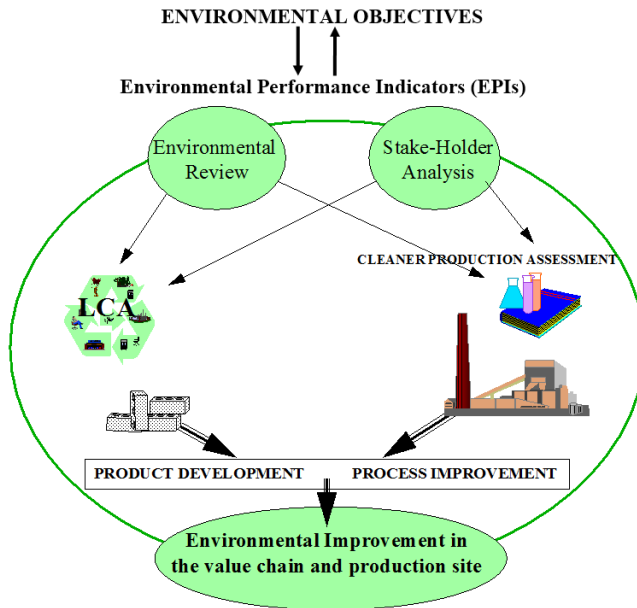 ENVIRONMENTAL OBJECTIVES
Environmental Performance Indicators (EPIs)
Environmental
Review
Stake-Holder
Analysis
CLEANER PRODUCTION ASSESSMENT
LCA
PRODUCT DEVELOPMENT
PROCESS IMPROVEMENT
Environmental Improvement in
the value chain and production site